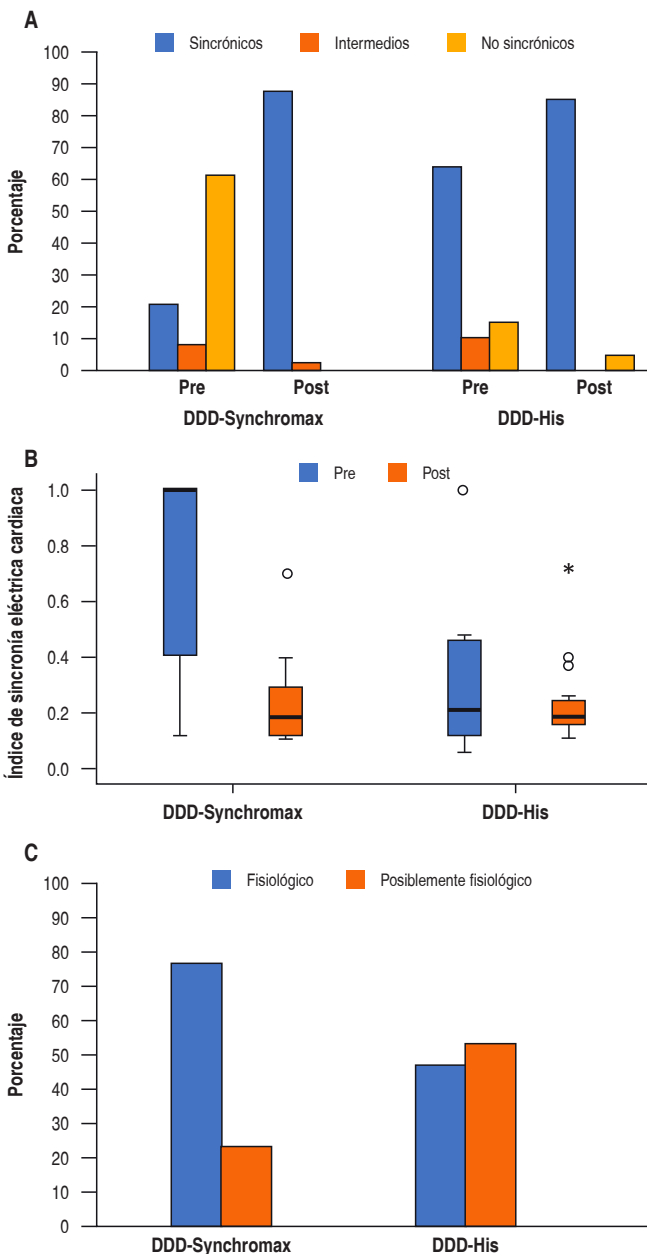 A
Sincrónicos Intermedios No sincrónicos
Porcentaje
100
90
80
70
60
50
40
30
20
10
0
Pre Post Pre Post
DDD-Synchromax DDD-His
B
Pre Post
Índice de sincronía eléctrica cardiaca
1.0
0.8
0.6
0.4
0.2
0.0
*
DDD-Synchromax DDD-His
C
Fisiológico Posiblemente fisiológico
Porcentaje
100
90
80
70
60
50
40
30
20
10
0
DDD-Synchromax DDD-His